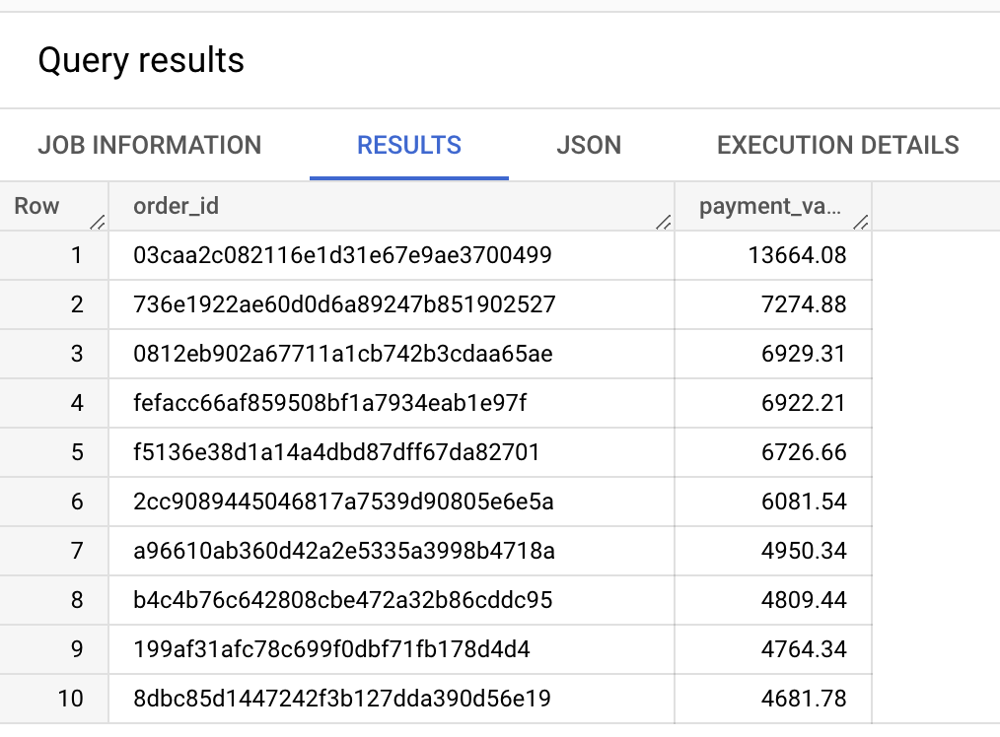 Query results
JOB INFORMATION RESULTS JSON EXECUTION DETAILS
Row order_id payment_va...
1 03caa2c082116e1d31e67e9ae3700499 13664.08
2 736e1922ae60d0d6a89247b851902527 7274.88
3 0812eb902a67711a1cb742b3cdaa65ae 6929.31
4 fefacc66af859508bf1a7934eab1e97f 6922.21
5 f5136e38d1a14a4dbd87dff67da82701 6726.66
6 2cc9089445046817a7539d90805e6e5a 6081.54
7 a96610ab360d42a2e5335a3998b4718a 4950.34
8 b4c4b76c642808cbe472a32b86cddc95 4809.44
9 199af31afc78c699f0dbf71fb178d4d4 4764.34
10 8dbc85d1447242f3b127dda390d56e19 4681.78